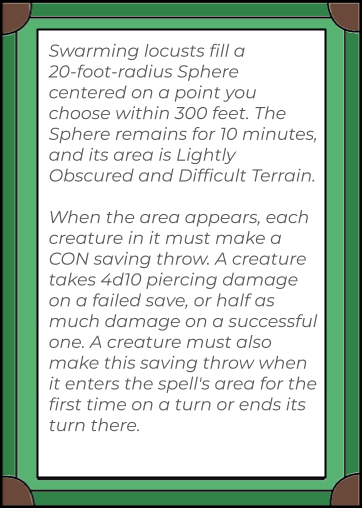 Swarming locusts fill a
20-foot-radius Sphere
centered on a point you
choose within 300 feet. The
Sphere remains for 10 minutes,
and its area is Lightly
Obscured and Difficult Terrain.
When the area appears, each
creature in it must make a
CON saving throw. A creature
takes 4d10 piercing damage
on a failed save, or half as
much damage on a successful
one. A creature must also
make this saving throw when
it enters the spell's area for the
first time on a turn or ends its
turn there.